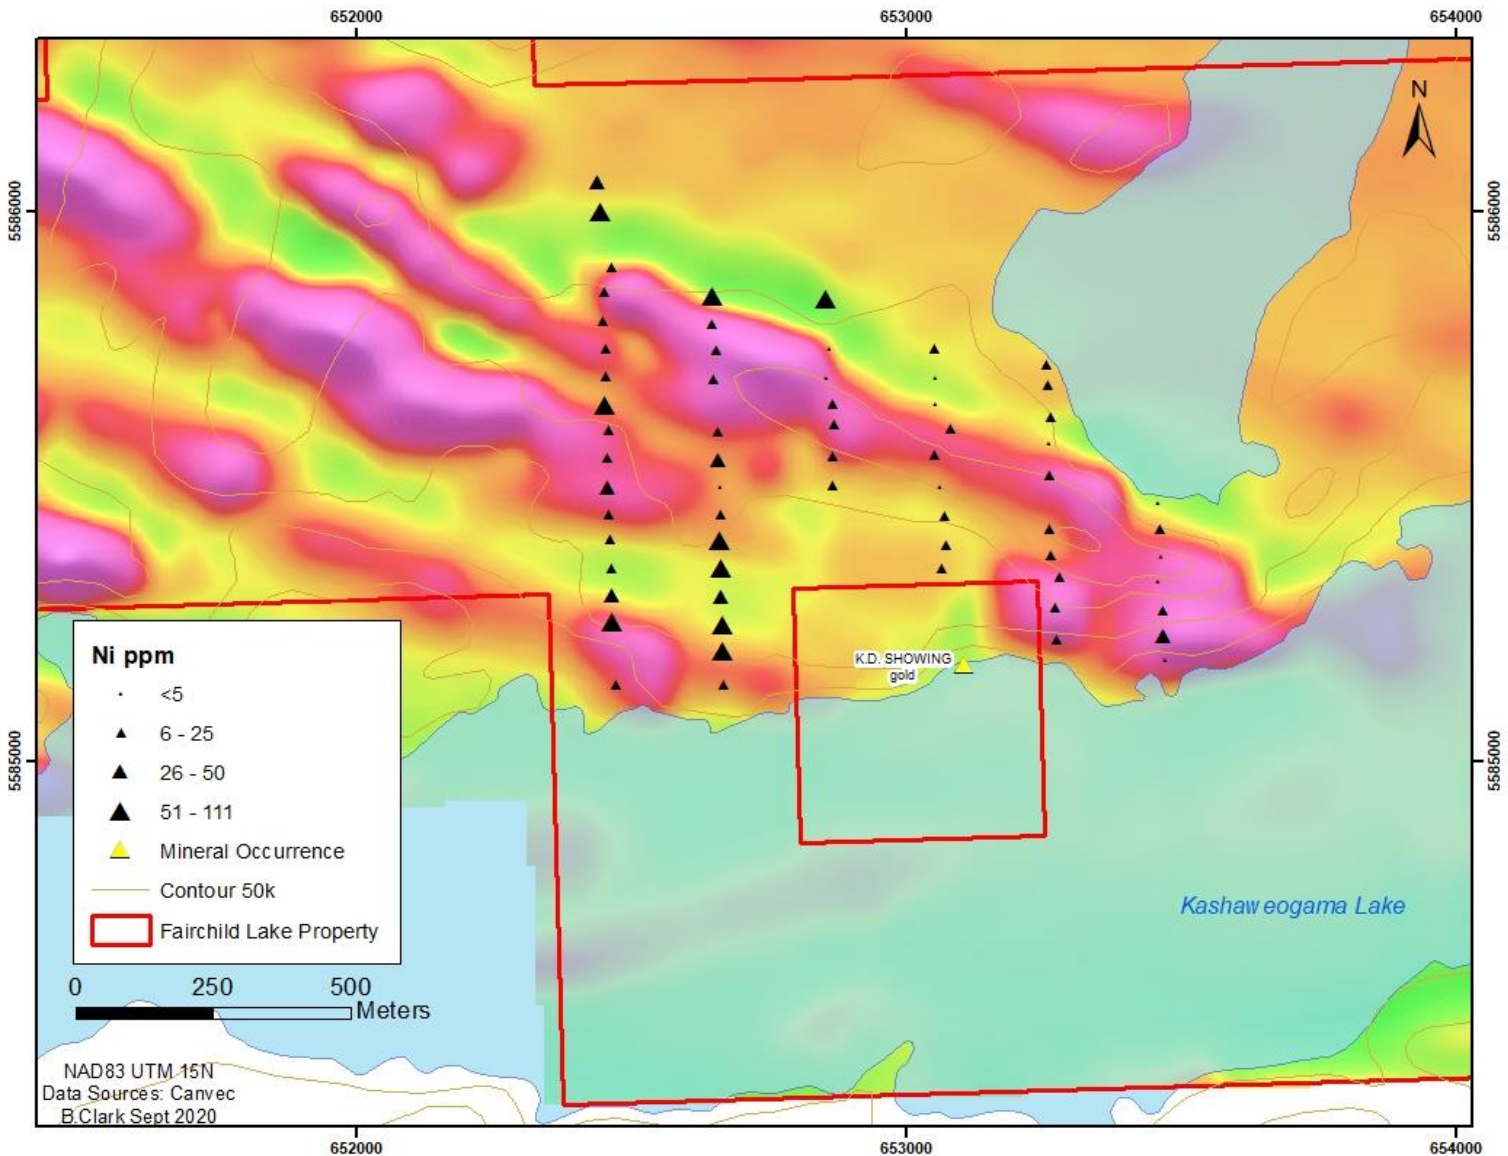 652000
653000
654000
N
5586000
5586000
K.D. SHOWING
gold
Ni ppm
<5
6 - 25
26 - 50
51 - 111
Mineral Occurrence
Contour 50k
Fairchild Lake Property
5585000
5585000
Kashaweogama Lake
0 250 500
Meters
NAD83 UTM 15N
Data Sources: Canvec
B.Clark Sept 2020
652000
653000
654000